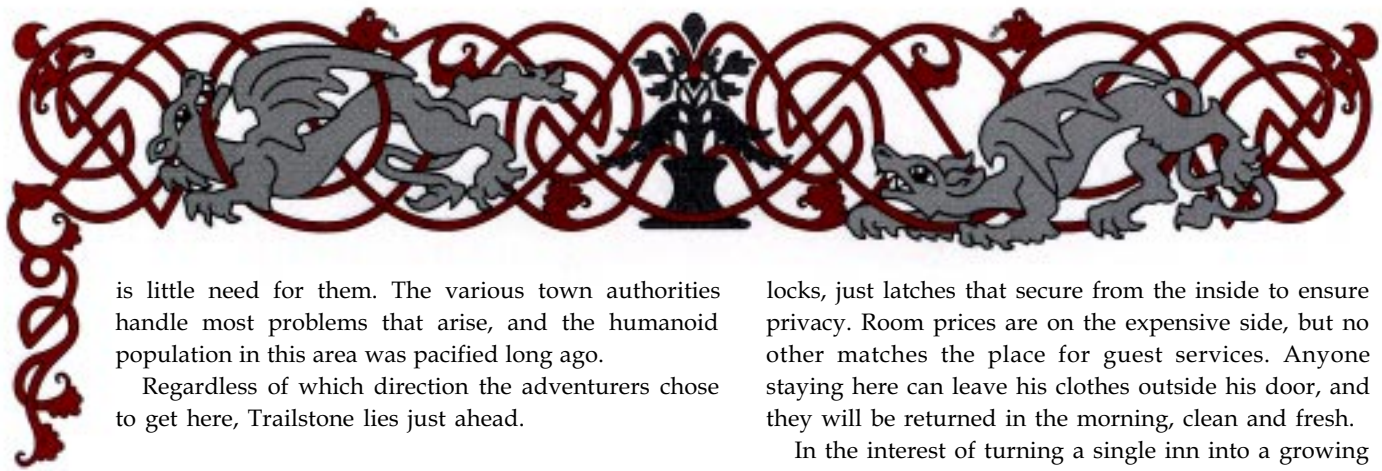 is little need for them. The various town authorities
handle most problems that arise, and the humanoid
population in this area was pacified long ago.
Regardless of which direction the adventurers chose
to get here, Trailstone lies just ahead.
locks, just latches that secure from the inside to ensure
privacy. Room prices are on the expensive side, but no
other matches the place for guest services. Anyone
staying here can leave his clothes outside his door, and
they will be returned in the morning, clean and fresh.
In the interest of turning a single inn into a growing